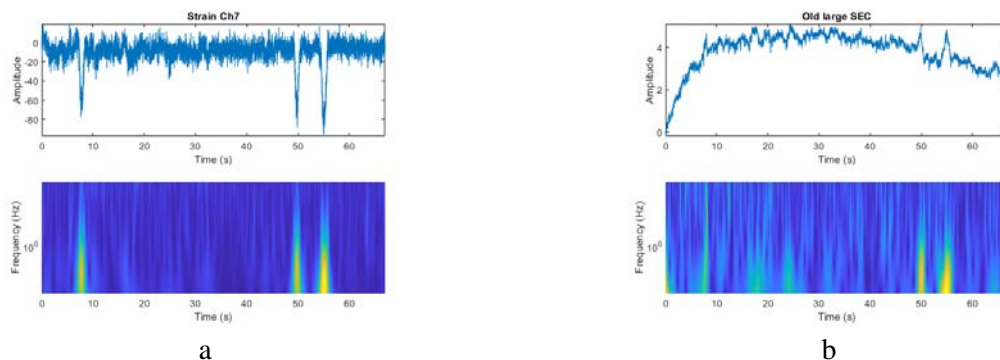 Strain Ch7
0
-20
-40
-60
-80
Amplitude
0 10 20 30 40 50 60
Time (s)
Frequency (Hz)
10⁰
0 10 20 30 40 50 60
Time (s)
a
Old large SEC
4
2
0
Amplitude
0 10 20 30 40 50 60
Time (s)
Frequency (Hz)
10⁰
0 10 20 30 40 50 60
Time (s)
b